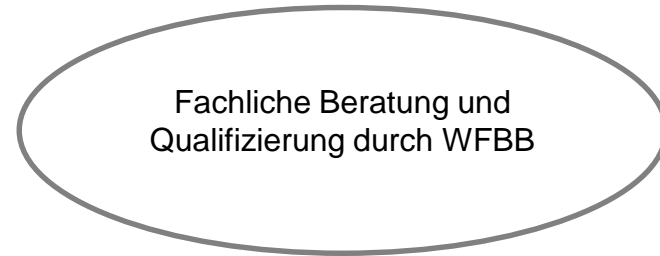 Fachliche Beratung und
Qualifizierung durch WFBB